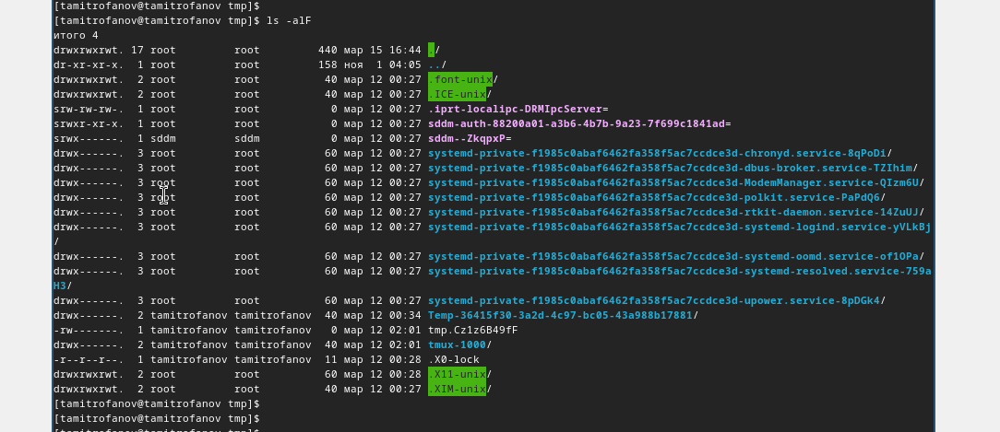 [tamitrofanov@tamitrofanov tmp]$
[tamitrofanov@tamitrofanov tmp]$ ls -alF
итого 4
drwxrwxrwt. 17 root         root         440 мар 15 16:44 ./
dr-xr-xr-x.  1 root         root         158 ноя  1 04:05 ../
drwxrwxrwt.  2 root         root          40 мар 12 00:27 .font-unix/
drwxrwxrwt.  2 root         root          40 мар 12 00:27 .ICE-unix/
srw-rw-rw-.  1 root         root           0 мар 12 00:27 .iprt-localipc-DRMIpcServer=
srwxr-xr-x.  1 root         root           0 мар 12 00:27 sddm-auth-88200a01-a3b6-4b7b-9a23-7f699c1841ad=
srwx------.  1 sddm         sddm           0 мар 12 00:27 sddm--ZkqpxP=
drwx------.  3 root         root          60 мар 12 00:27 systemd-private-f1985c0abaf6462fa358f5ac7ccdce3d-chronyd.service-8qPoDi/
drwx------.  3 root         root          60 мар 12 00:27 systemd-private-f1985c0abaf6462fa358f5ac7ccdce3d-dbus-broker.service-TZIhim/
drwx------.  3 root         root          60 мар 12 00:27 systemd-private-f1985c0abaf6462fa358f5ac7ccdce3d-ModemManager.service-QIzm6U/
drwx------.  3 root         root          60 мар 12 00:27 systemd-private-f1985c0abaf6462fa358f5ac7ccdce3d-polkit.service-PaPdQ6/
drwx------.  3 root         root          60 мар 12 00:27 systemd-private-f1985c0abaf6462fa358f5ac7ccdce3d-rtkit-daemon.service-14ZuUJ/
drwx------.  3 root         root          60 мар 12 00:27 systemd-private-f1985c0abaf6462fa358f5ac7ccdce3d-systemd-logind.service-yVLkBj
/
drwx------.  3 root         root          60 мар 12 00:27 systemd-private-f1985c0abaf6462fa358f5ac7ccdce3d-systemd-oomd.service-of1OPa/
drwx------.  3 root         root          60 мар 12 00:27 systemd-private-f1985c0abaf6462fa358f5ac7ccdce3d-systemd-resolved.service-759a
H3/
drwx------.  3 root         root          60 мар 12 00:27 systemd-private-f1985c0abaf6462fa358f5ac7ccdce3d-upower.service-8pDGk4/
drwx------.  2 tamitrofanov tamitrofanov  40 мар 12 00:34 Temp-36415f30-3a2d-4c97-bc05-43a988b17881/
-rw-------.  1 tamitrofanov tamitrofanov   0 мар 12 02:01 tmp.Cz1z6B49fF
drwx------.  2 tamitrofanov tamitrofanov  40 мар 12 02:01 tmux-1000/
-r--r--r--.  1 tamitrofanov tamitrofanov  11 мар 12 00:28 .X0-lock
drwxrwxrwt.  2 root         root          60 мар 12 00:28 .X11-unix/
drwxrwxrwt.  2 root         root          40 мар 12 00:27 .XIM-unix/
[tamitrofanov@tamitrofanov tmp]$
[tamitrofanov@tamitrofanov tmp]$